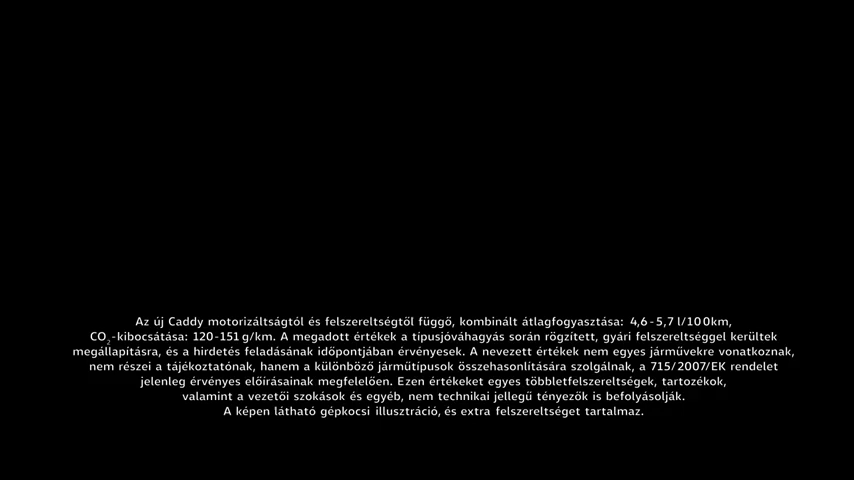 Az új Caddy motorizáltságtól és felszereltségtől függő, kombinált átlagfogyasztása: 4,6-5,7 l/100km,
CO₂-kibocsátása: 120-151 g/km. A megadott értékek a típusjóváhagyás során rögzített, gyári felszereltséggel kerültek
megállapításra, és a hirdetés feladásának időpontjában érvényesek. A nevezett értékek nem egyes járművekre vonatkoznak,
nem részei a tájékoztatónak, hanem a különböző járműtípusok összehasonlítására szolgálnak, a 715/2007/EK rendelet
jelenleg érvényes előírásainak megfelelően. Ezen értékeket egyes többletfelszereltségek, tartozékok,
valamint a vezetői szokások és egyéb, nem technikai jellegű tényezők is befolyásolják.
A képen látható gépkocsi illusztráció, és extra felszereltséget tartalmaz.